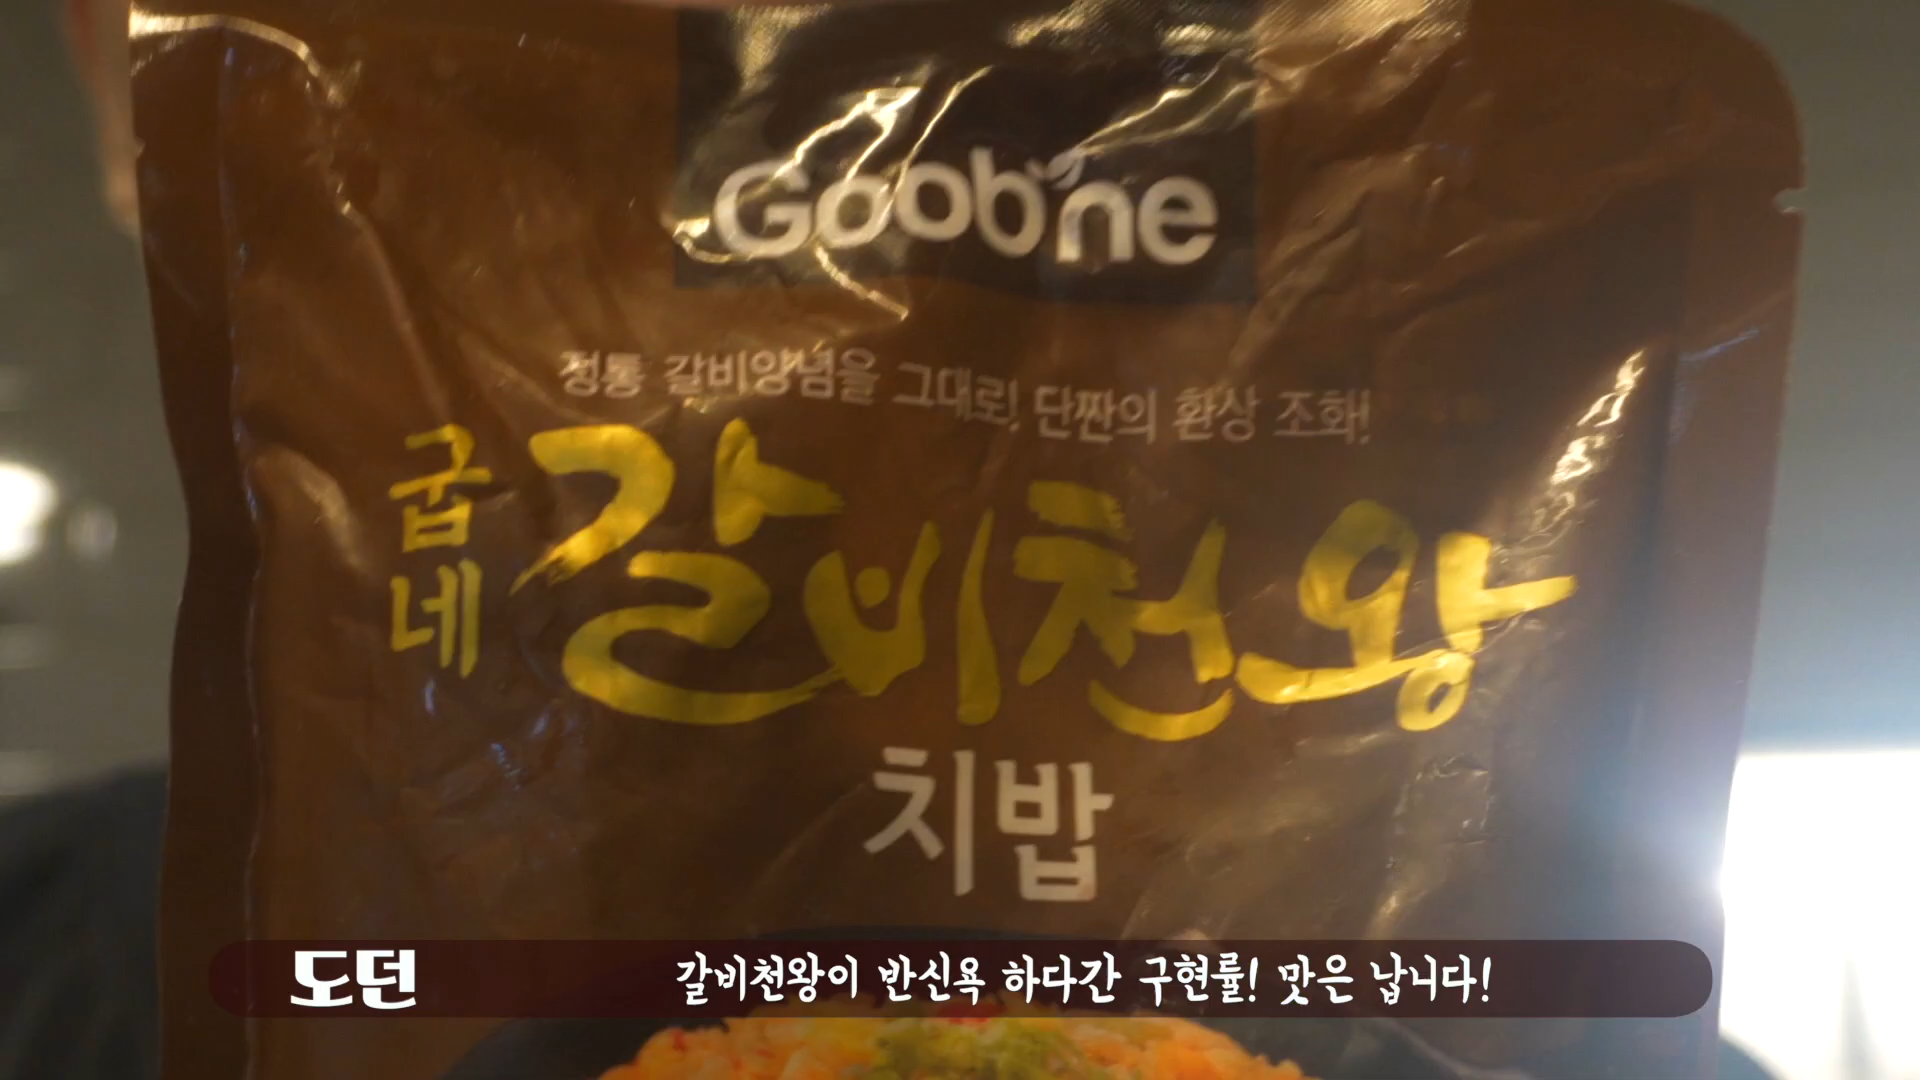 Goobne
정통 갈비양념을 그대로! 단짠의 환상 조화!
굽네 갈비천왕
치밥
도던 갈비천왕이 반신욕 하다간 구현률! 맛은 납니다!